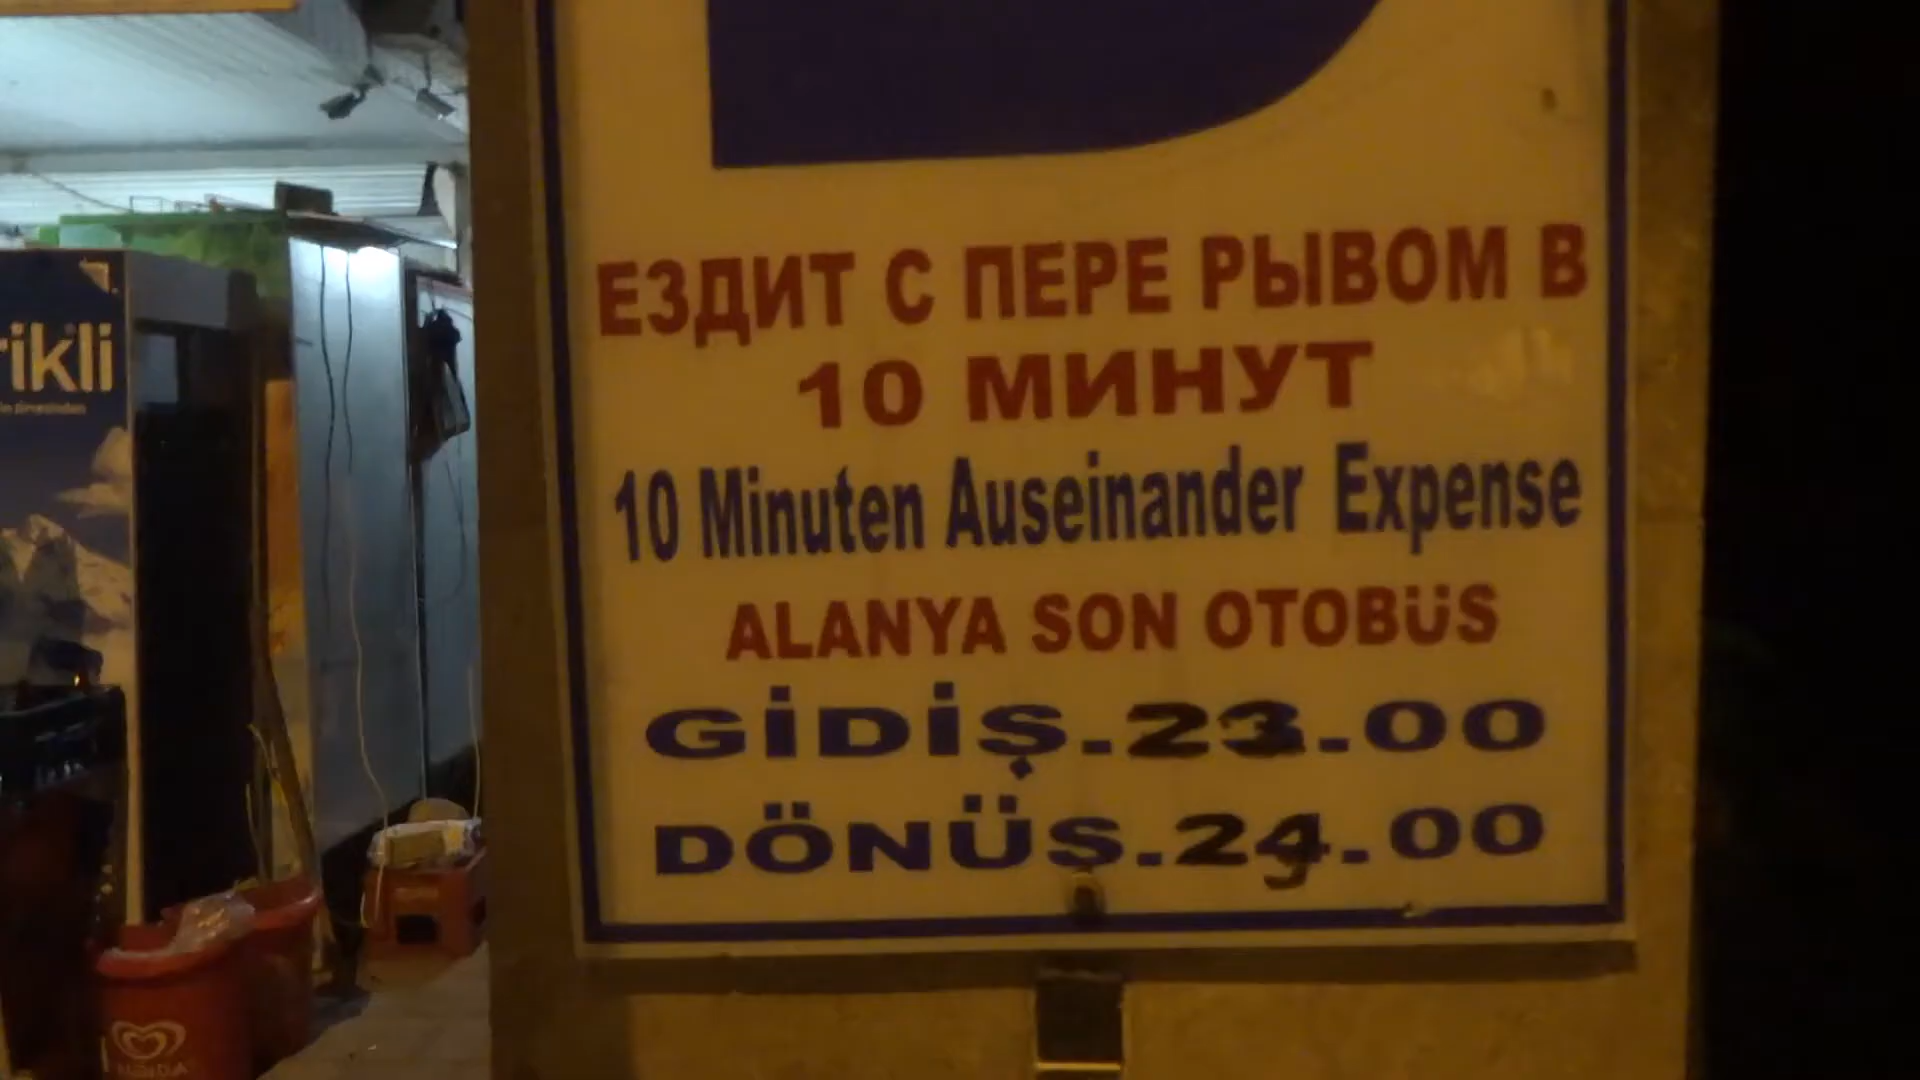 ЕЗДИТ С ПЕРЕ РЫВОМ В
10 МИНУТ
10 Minuten Auseinander Expense
ALANYA SON OTOBÜS
GİDİŞ.23.00
DÖNÜŞ.24.00
rikli